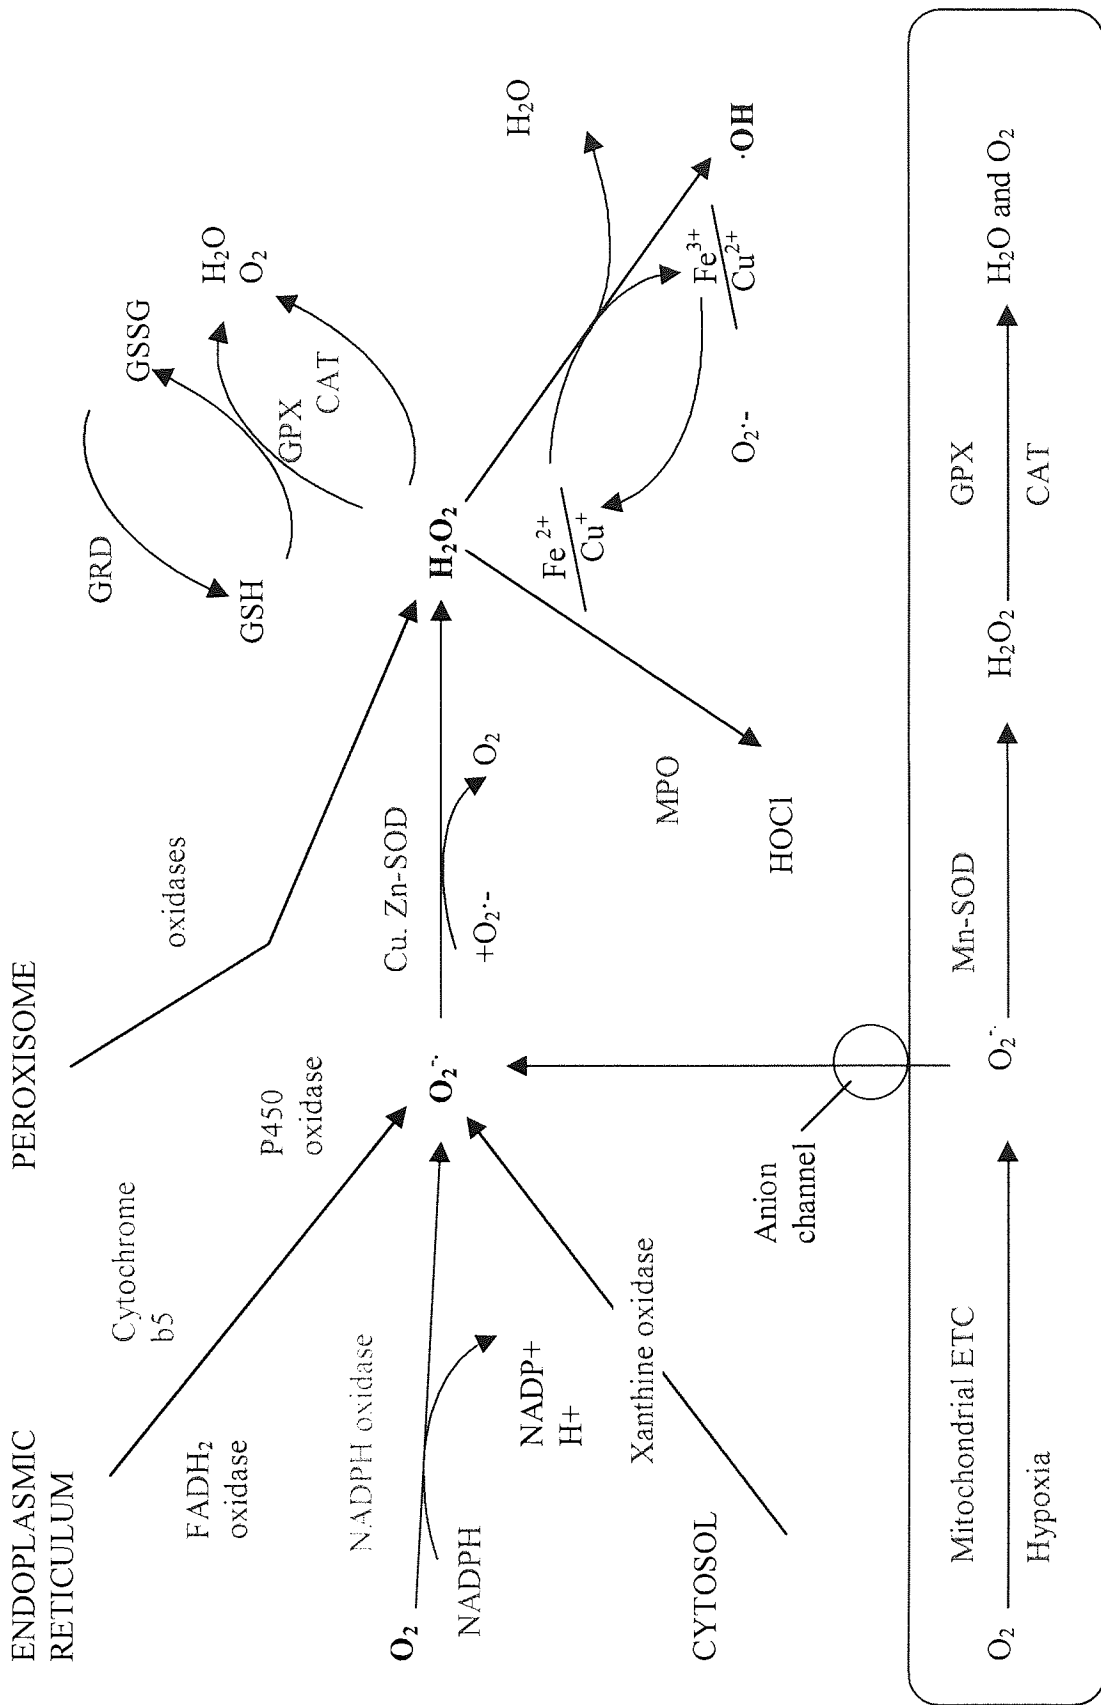 ENDOPLASMIC
RETICULUM
PEROXISOME
Cytochrome
b5
oxidases
FADH₂
oxidase
P450
oxidase
GRD
GSH
GSSG
GPX
CAT
H₂O
O₂
NADPH oxidase
O₂
NADPH
NADP+
H+
O₂⁻·
Cu. Zn-SOD
+O₂·-
O₂
H₂O₂
H₂O
Fe ²⁺
Cu⁺
O₂·-
Fe³⁺
Cu²⁺
·OH
Xanthine oxidase
CYTOSOL
MPO
HOCl
Anion
channel
Mitochondrial ETC
O₂
Hypoxia
O₂⁻·
Mn-SOD
H₂O₂
GPX
CAT
H₂O and O₂